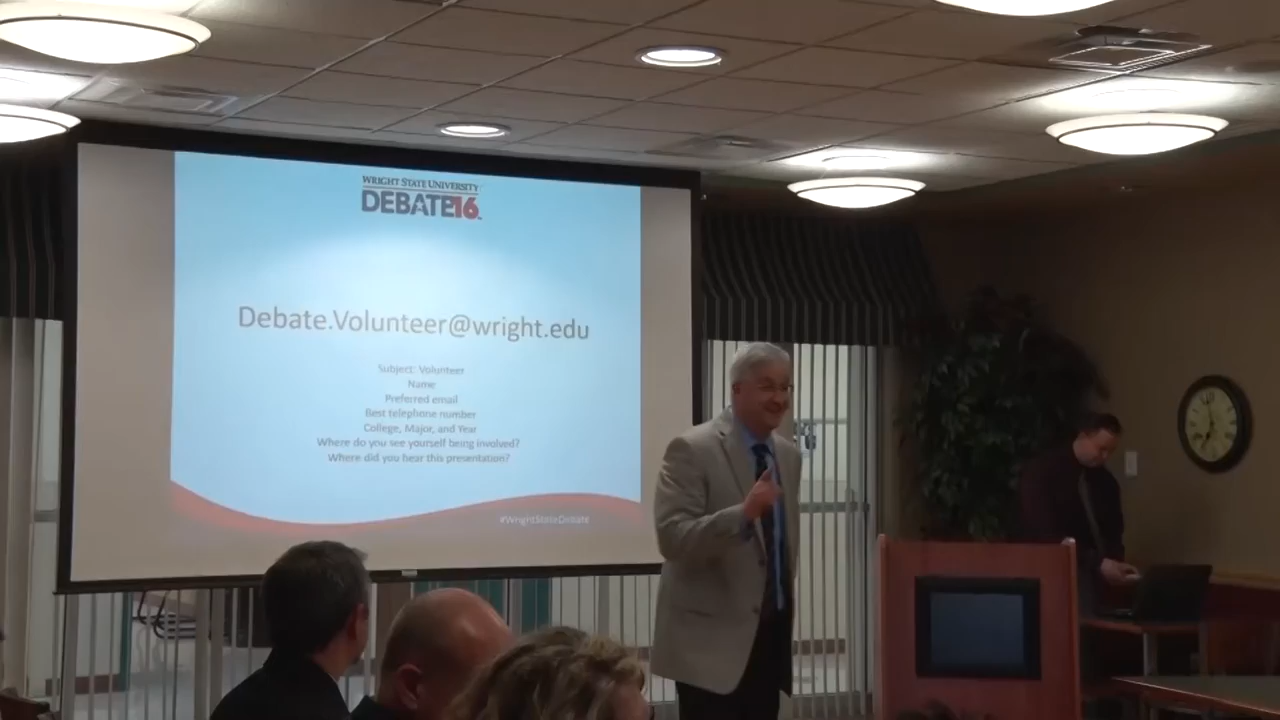 WRIGHT STATE UNIVERSITY
DEBATE16
Debate.Volunteer@wright.edu
Subject: Volunteer
Name
Preferred email
Best telephone number
College, Major, and Year
Where do you see yourself being involved?
Where did you hear this presentation?
#WrightStateDebate